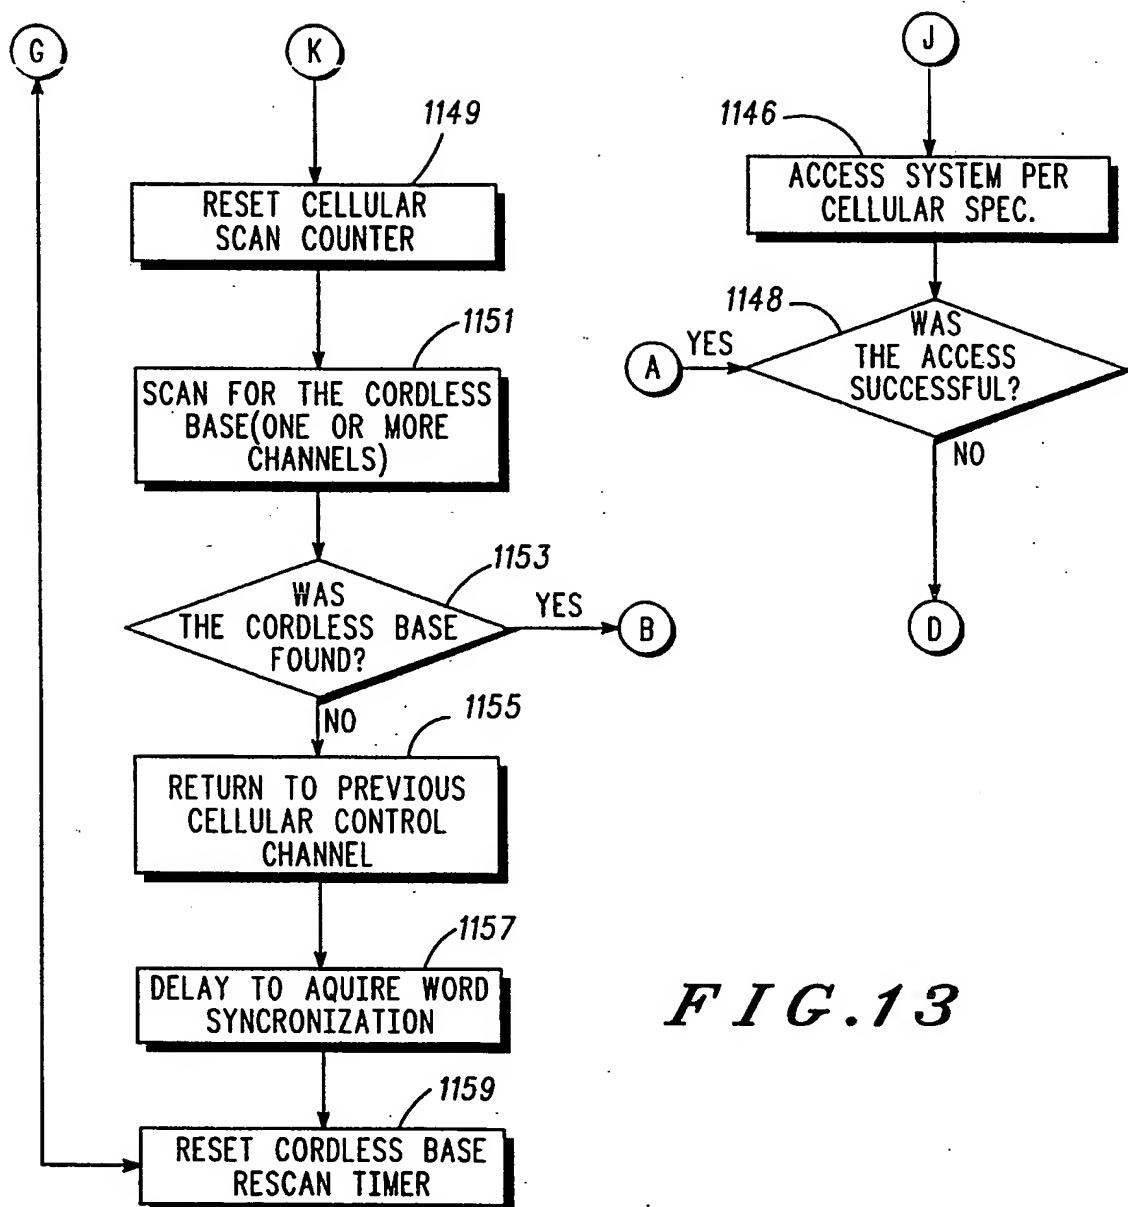 G
K
1149
RESET CELLULAR
SCAN COUNTER
1151
SCAN FOR THE CORDLESS
BASE(ONE OR MORE
CHANNELS)
1153
WAS
THE CORDLESS BASE
FOUND?
YES
B
NO
1155
RETURN TO PREVIOUS
CELLULAR CONTROL
CHANNEL
1157
DELAY TO AQUIRE WORD
SYNCRONIZATION
1159
RESET CORDLESS BASE
RESCAN TIMER
J
1146
ACCESS SYSTEM PER
CELLULAR SPEC.
1148
WAS
THE ACCESS
SUCCESSFUL?
A
YES
NO
D
FIG.13